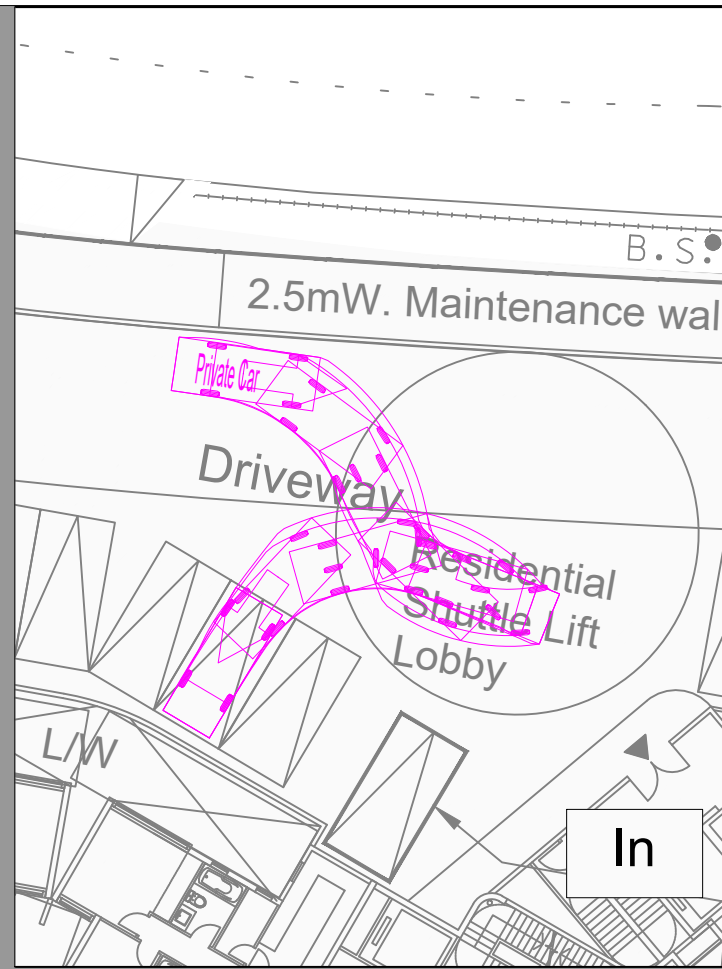 B.S.
2.5mW. Maintenance wal
Private Car
Driveway
Residential
Shuttle Lift
Lobby
L/W
In